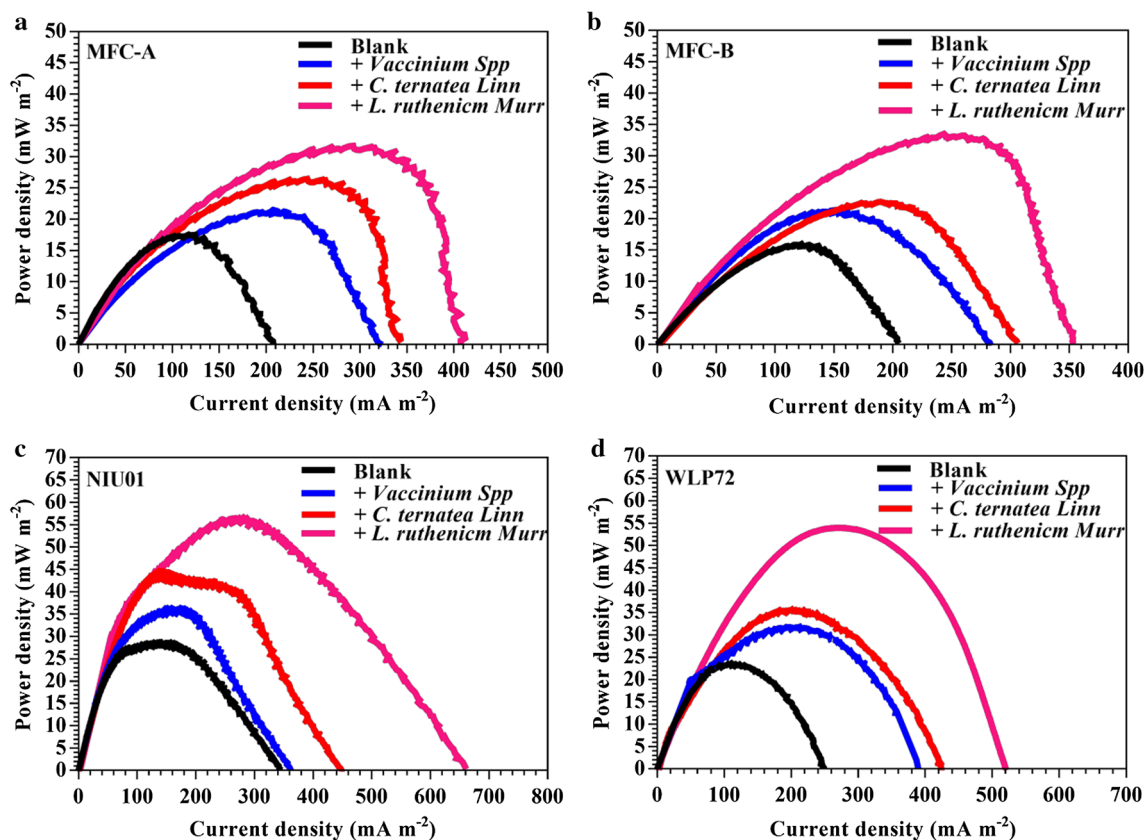 a
MFC-A
Blank
+ Vaccinium Spp
+ C. ternatea Linn
+ L. ruthenicm Murr
Power density (mW m-2)
50
45
40
35
30
25
20
15
10
5
0
0 50 100 150 200 250 300 350 400 450 500
Current density (mA m-2)
b
MFC-B
Blank
+ Vaccinium Spp
+ C. ternatea Linn
+ L. ruthenicm Murr
Power density (mW m-2)
50
45
40
35
30
25
20
15
10
5
0
0 50 100 150 200 250 300 350 400
Current density (mA m-2)
c
NIU01
Blank
+ Vaccinium Spp
+ C. ternatea Linn
+ L. ruthenicm Murr
Power density (mW m-2)
70
65
60
55
50
45
40
35
30
25
20
15
10
5
0
0 100 200 300 400 500 600 700 800
Current density (mA m-2)
d
WLP72
Blank
+ Vaccinium Spp
+ C. ternatea Linn
+ L. ruthenicm Murr
Power density (mW m-2)
70
65
60
55
50
45
40
35
30
25
20
15
10
5
0
0 100 200 300 400 500 600 700
Current density (mA m-2)